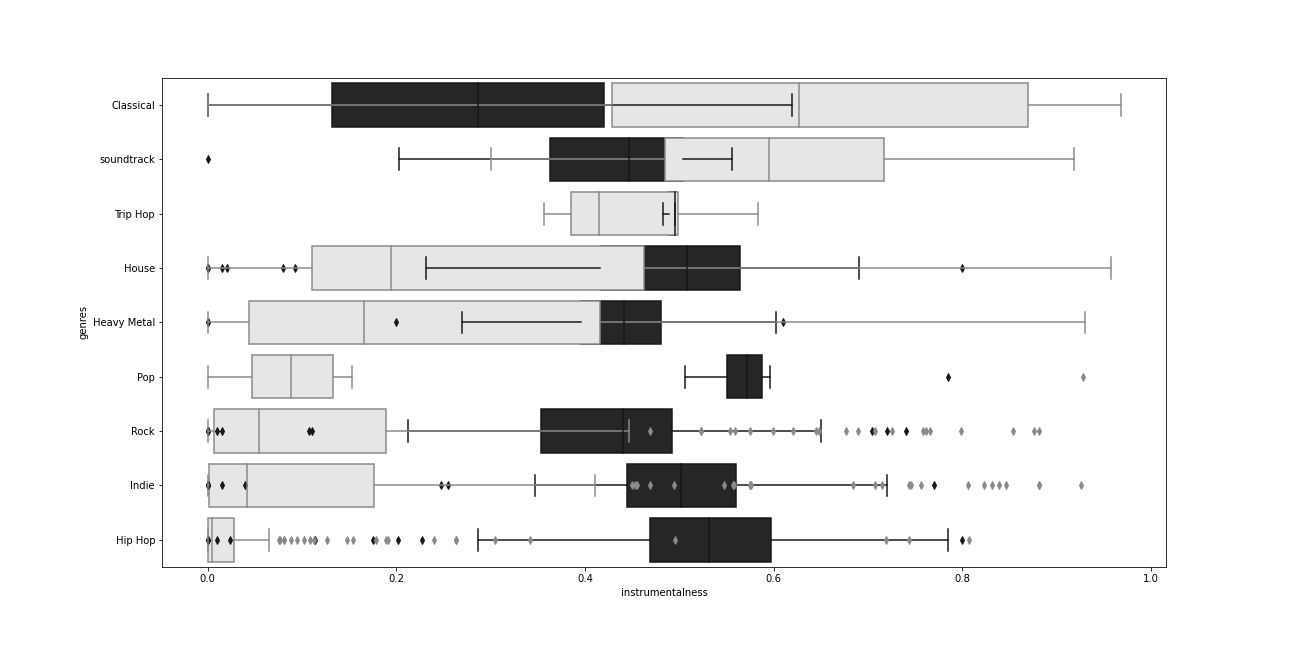 genres
Classical
soundtrack
Trip Hop
House
Heavy Metal
Pop
Rock
Indie
Hip Hop
0.0 0.2 0.4 0.6 0.8 1.0
instrumentalness